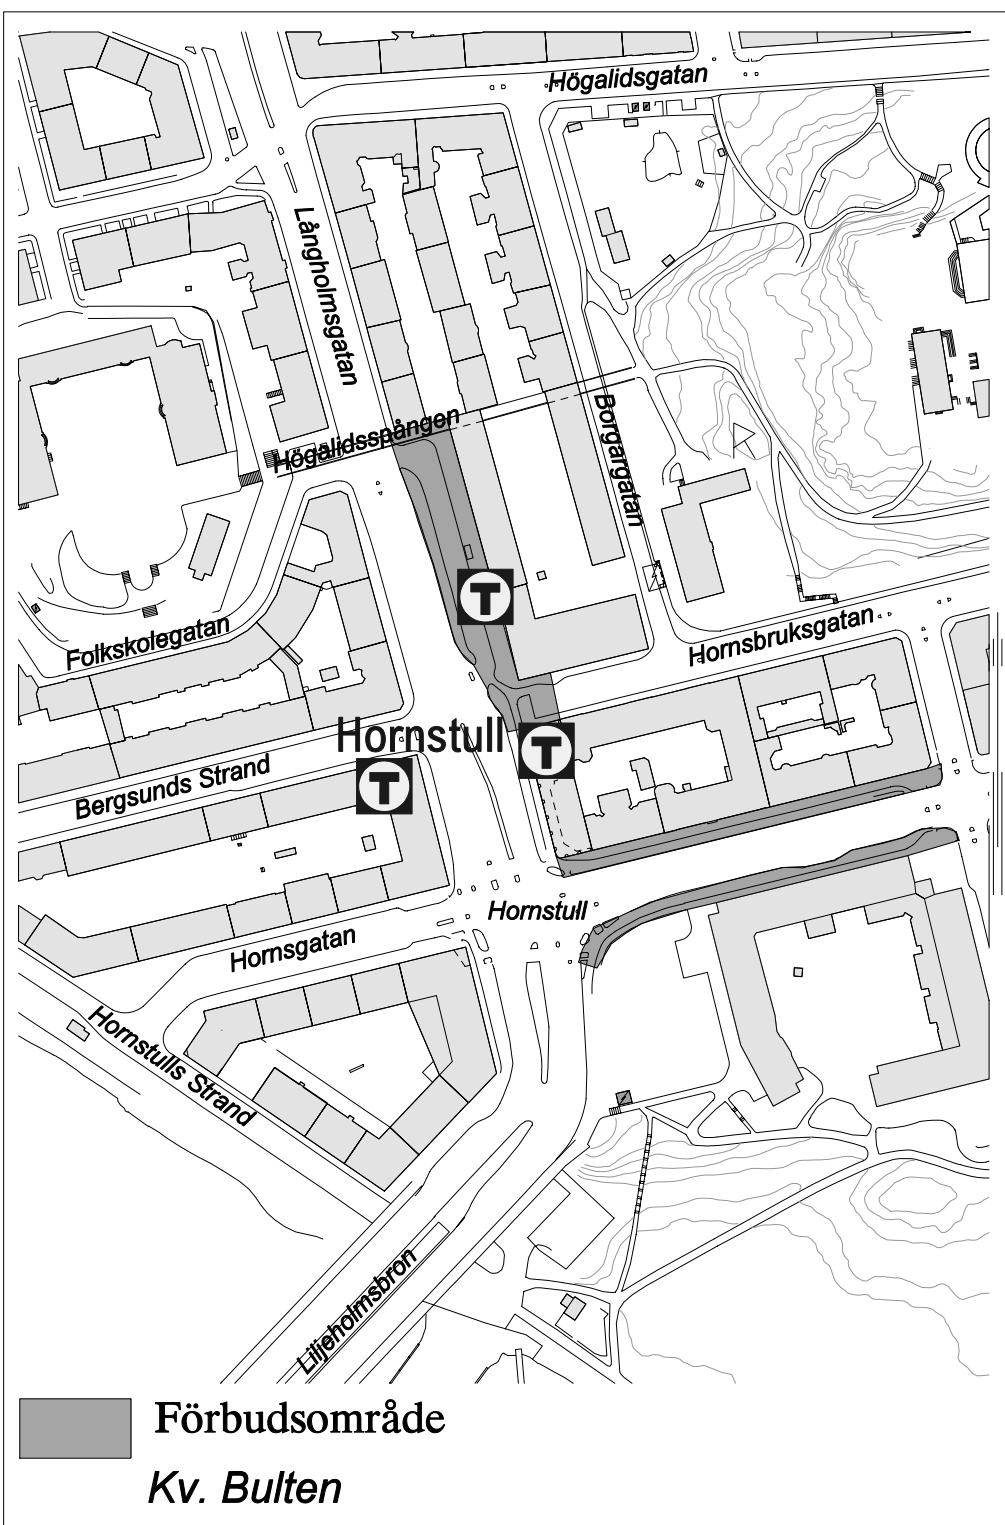 Högalidsgatan
Långholmsgatan
Högalidsspången
Borgargatan
T
Folkskolegatan
Hornsbruksgatan
Hornstull T
T
Bergsunds Strand
Hornstull
Hornsgatan
Hornstulls Strand
Liljeholmsbron
Förbudsområde
Kv. Bulten